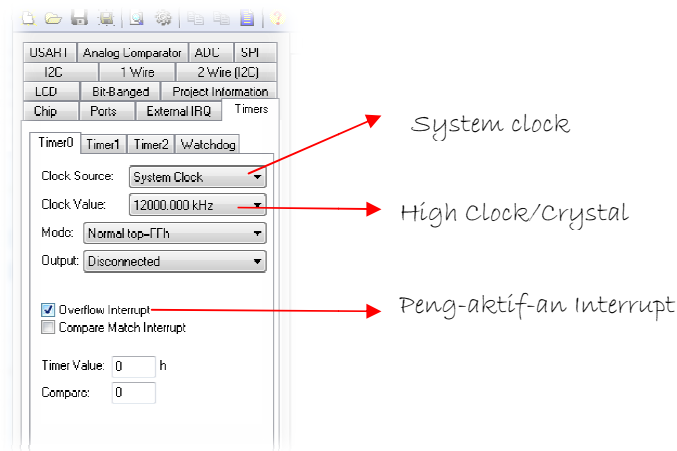 USART Analog Comparator ADC SPI
I2C 1 Wire 2 Wire (I2C)
LCD Bit-Banged Project Information
Chip Ports External IRQ Timers
Timer0 Timer1 Timer2 Watchdog
Clock Source: System Clock
Clock Value: 12000.000 kHz
Mode: Normal top=FFh
Output: Disconnected
Overflow Interrupt
Compare Match Interrupt
Timer Value: 0 h
Compare: 0
System clock
High Clock/Crystal
Peng-aktif-an Interrupt